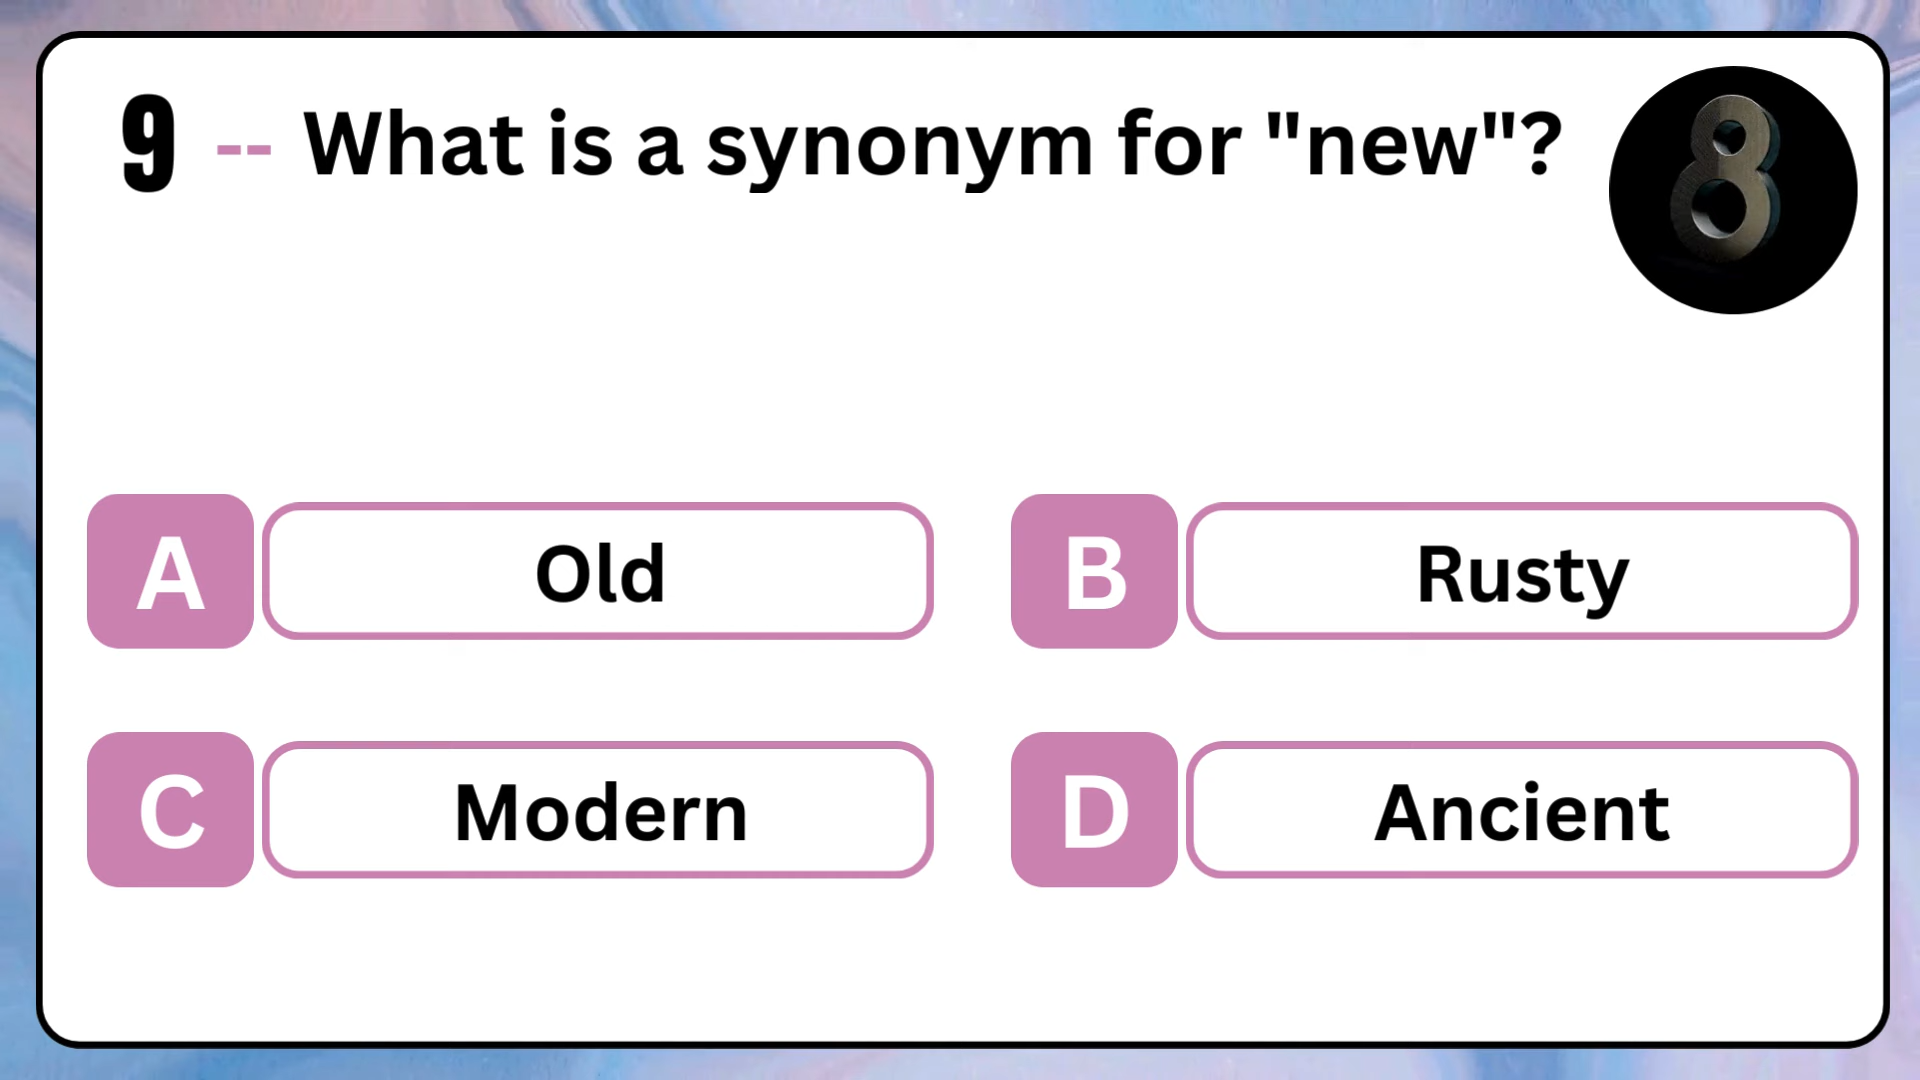 9 -- What is a synonym for "new"?
8
A Old
B Rusty
C Modern
D Ancient